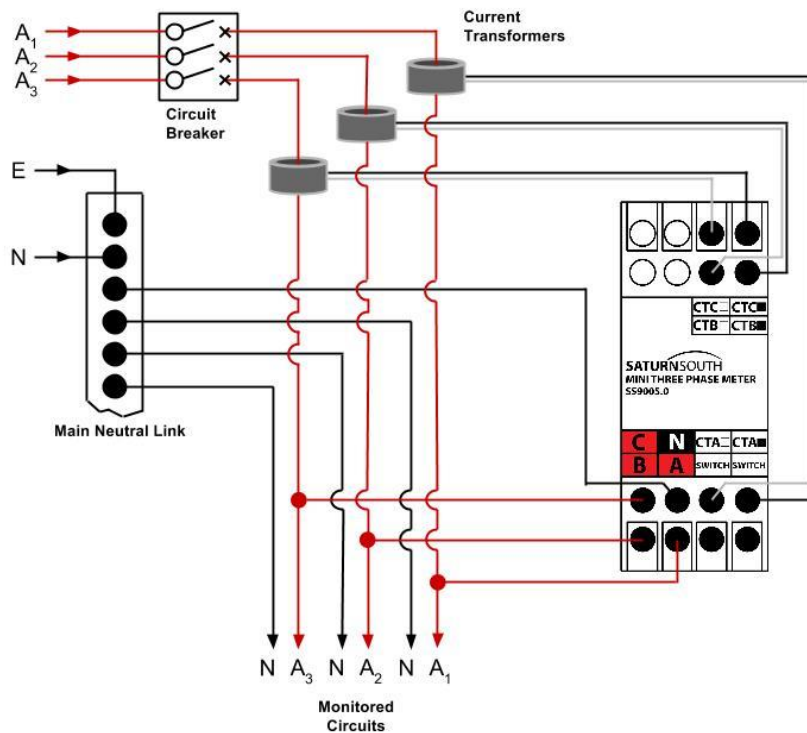 A1
A2
A3
Circuit
Breaker
Current
Transformers
E
N
Main Neutral Link
CTC CTC
CTB CTB
SATURNSOUTH
MINI THREE PHASE METER
SS9005.0
C N CTA CTA
B A SWITCH SWITCH
N A3 N A2 N A1
Monitored
Circuits